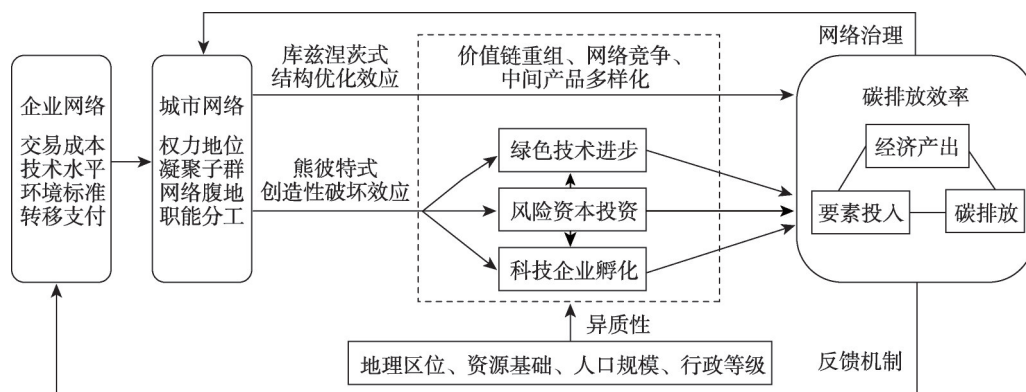 网络治理
企业网络
交易成本
技术水平
环境标准
转移支付
城市网络
权力地位
凝聚子群
网络腹地
职能分工
库兹涅茨式
结构优化效应
熊彼特式
创造性破坏效应
价值链重组、网络竞争、
中间产品多样化
绿色技术进步
风险资本投资
科技企业孵化
碳排放效率
经济产出
要素投入
碳排放
异质性
地理区位、资源基础、人口规模、行政等级
反馈机制